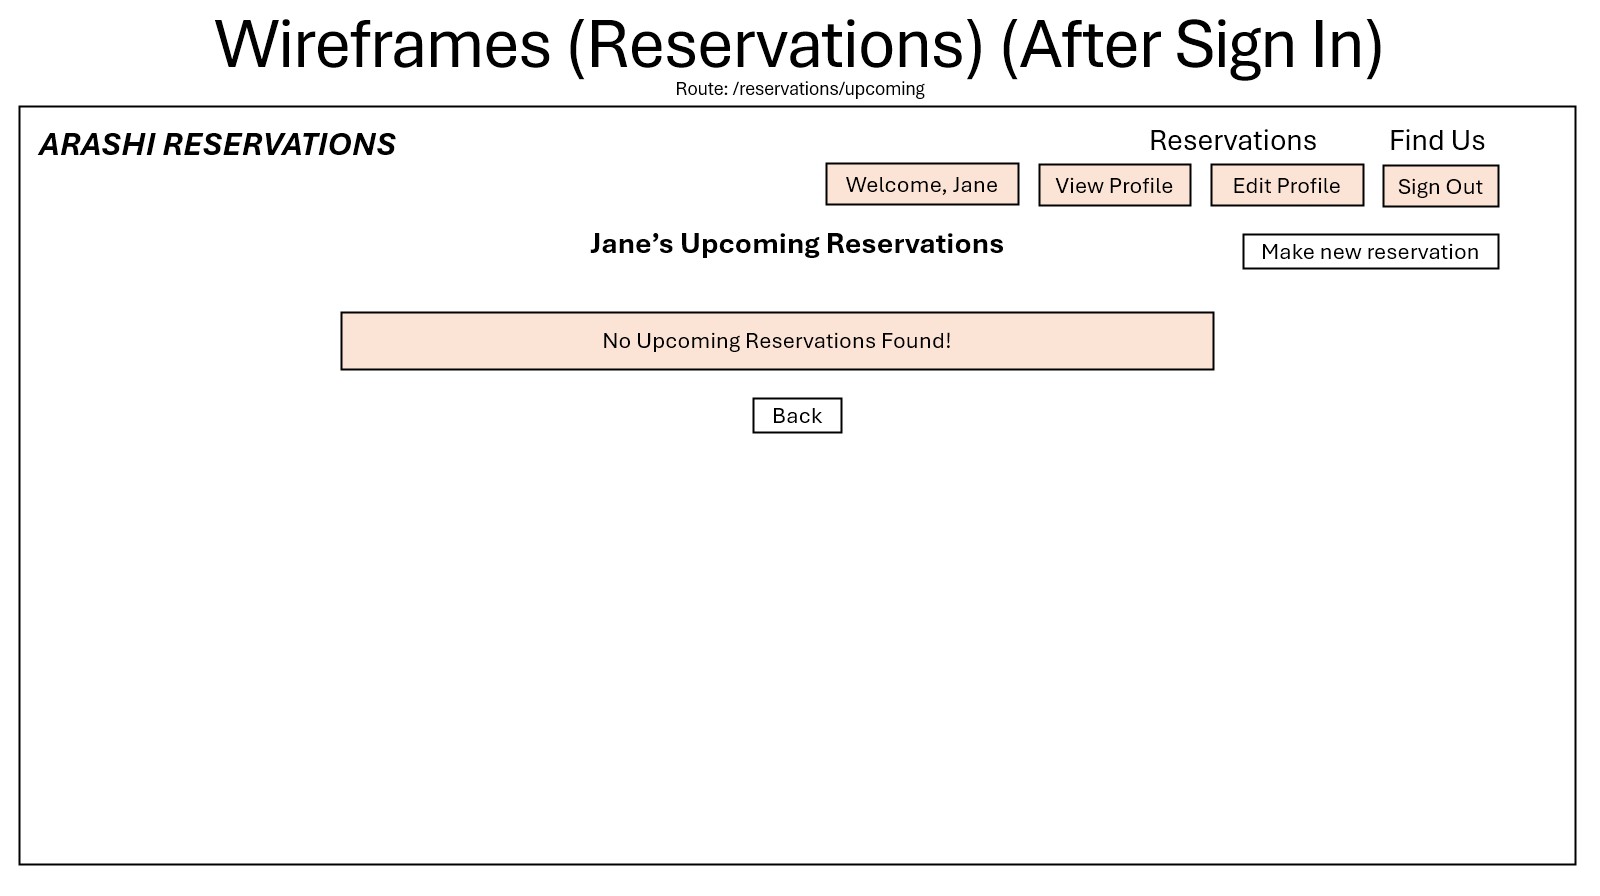 Wireframes (Reservations) (After Sign In)
Route: /reservations/upcoming
ARASHI RESERVATIONS
Reservations
Find Us
Welcome, Jane
View Profile
Edit Profile
Sign Out
Jane’s Upcoming Reservations
Make new reservation
No Upcoming Reservations Found!
Back